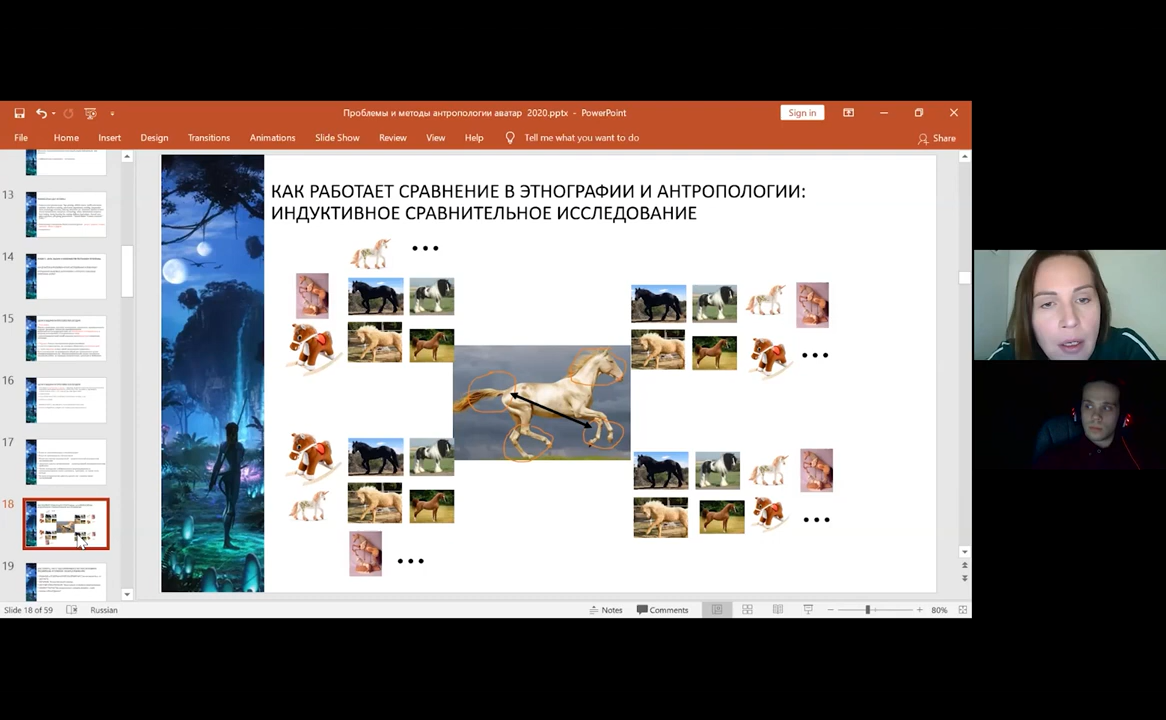 Проблемы и методы антропологии аватар 2020.pptx - PowerPoint
Sign in
File Home Insert Design Transitions Animations Slide Show Review View Help Tell me what you want to do Share
13
14
15
16
17
18
19
КАК РАБОТАЕТ СРАВНЕНИЕ В ЭТНОГРАФИИ И АНТРОПОЛОГИИ:
ИНДУКТИВНОЕ СРАВНИТЕЛЬНОЕ ИССЛЕДОВАНИЕ
...
...
...
...
Slide 18 of 59 Russian Notes Comments 80%